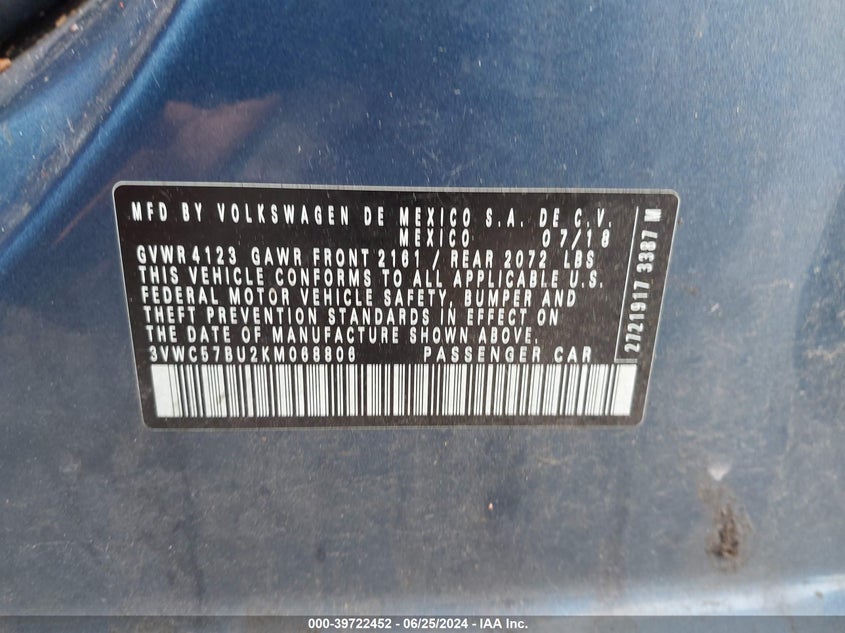 MFD BY VOLKSWAGEN DE MEXICO S.A. DE C.V.
MEXICO 07/18
GVWR 4123 GAWR FRONT 2161 / REAR 2072 LBS
THIS VEHICLE CONFORMS TO ALL APPLICABLE U.S.
FEDERAL MOTOR VEHICLE SAFETY, BUMPER AND
THEFT PREVENTION STANDARDS IN EFFECT ON
THE DATE OF MANUFACTURE SHOWN ABOVE.
3VWC57BU2KM068806 PASSENGER CAR
2721917 3387 M
000-39722452 - 06/25/2024 - IAA Inc.